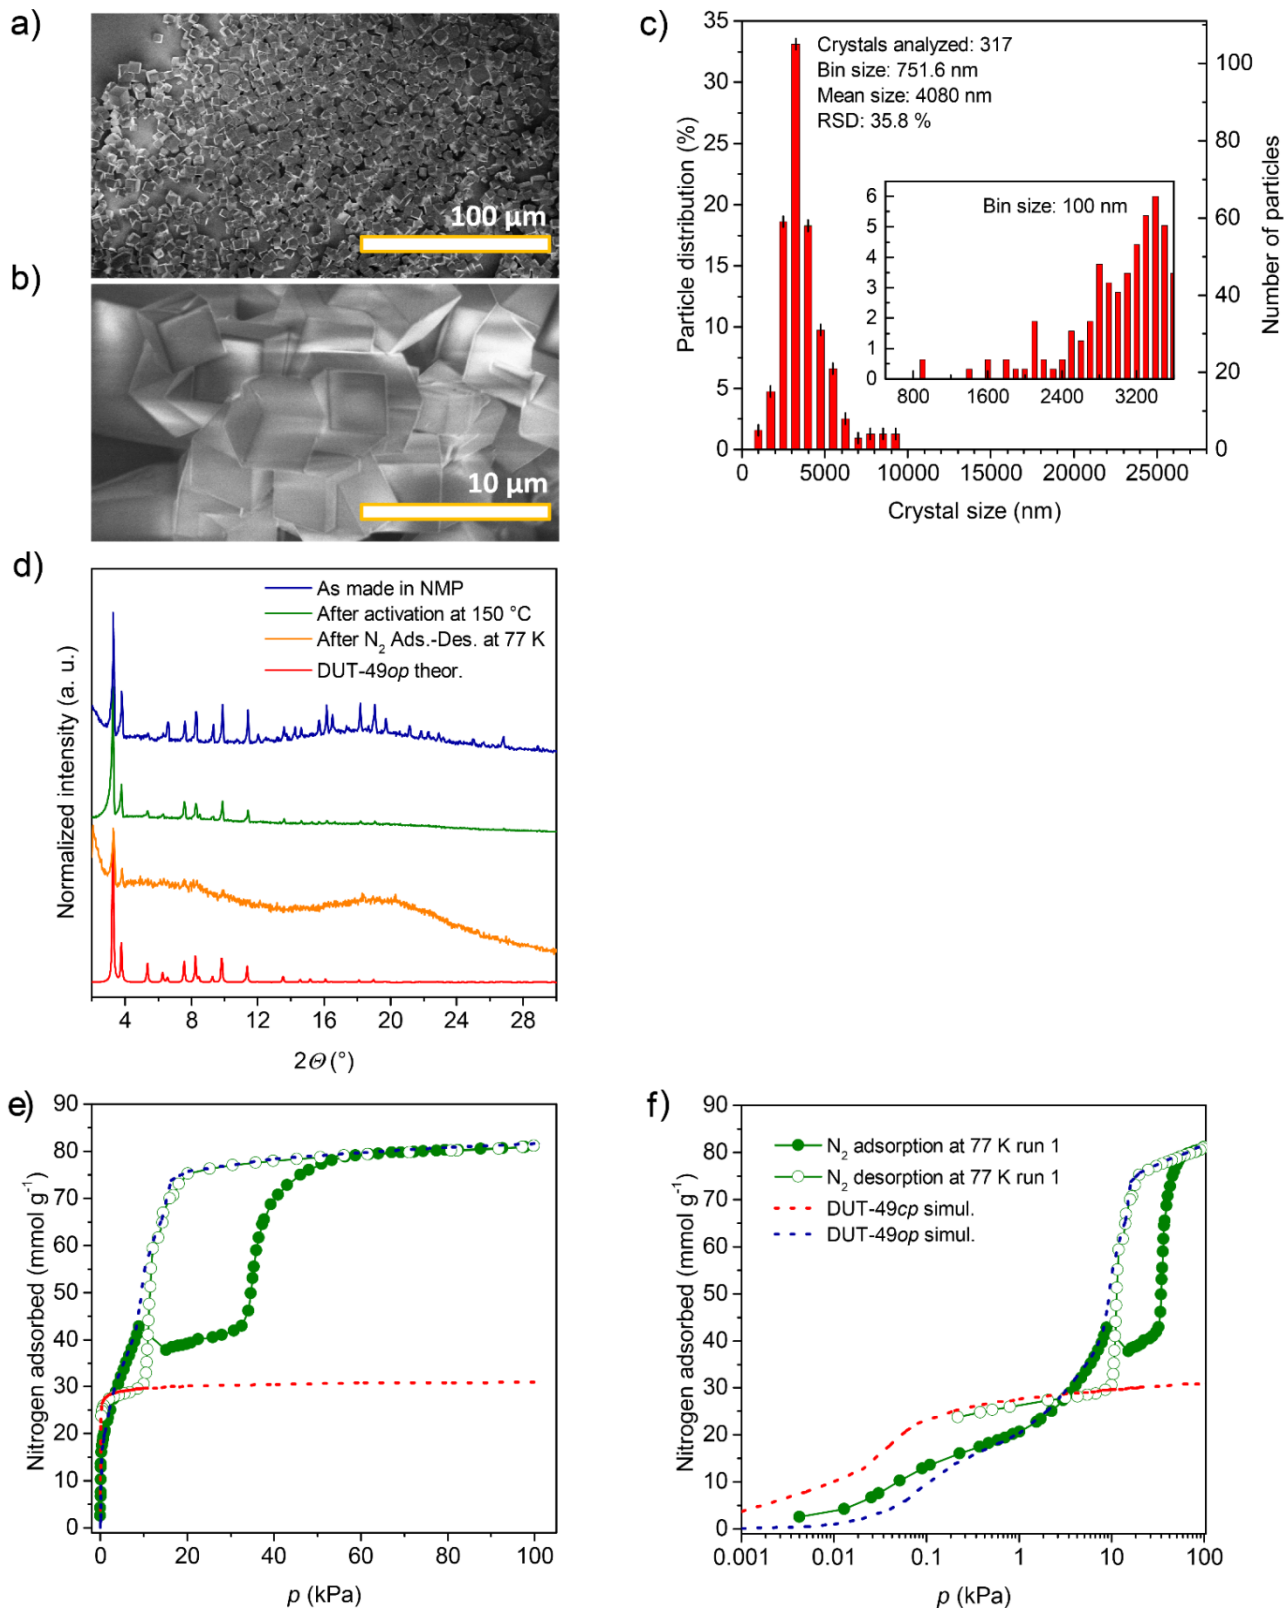 a)
100 µm
b)
10 µm
c)
Crystals analyzed: 317
Bin size: 751.6 nm
Mean size: 4080 nm
RSD: 35.8 %
Particle distribution (%)
35
30
25
20
15
10
5
0
Number of particles
100
80
60
40
20
0
0 5000 10000 15000 20000 25000
Crystal size (nm)
Bin size: 100 nm
6
5
4
3
2
1
0
800 1600 2400 3200
d)
As made in NMP
After activation at 150 °C
After N₂ Ads.-Des. at 77 K
DUT-49op theor.
Normalized intensity (a. u.)
4 8 12 16 20 24 28
2Θ (°)
e)
Nitrogen adsorbed (mmol g⁻¹)
90
80
70
60
50
40
30
20
10
0
0 20 40 60 80 100
p (kPa)
f)
N₂ adsorption at 77 K run 1
N₂ desorption at 77 K run 1
DUT-49cp simul.
DUT-49op simul.
Nitrogen adsorbed (mmol g⁻¹)
90
80
70
60
50
40
30
20
10
0
0.001 0.01 0.1 1 10 100
p (kPa)